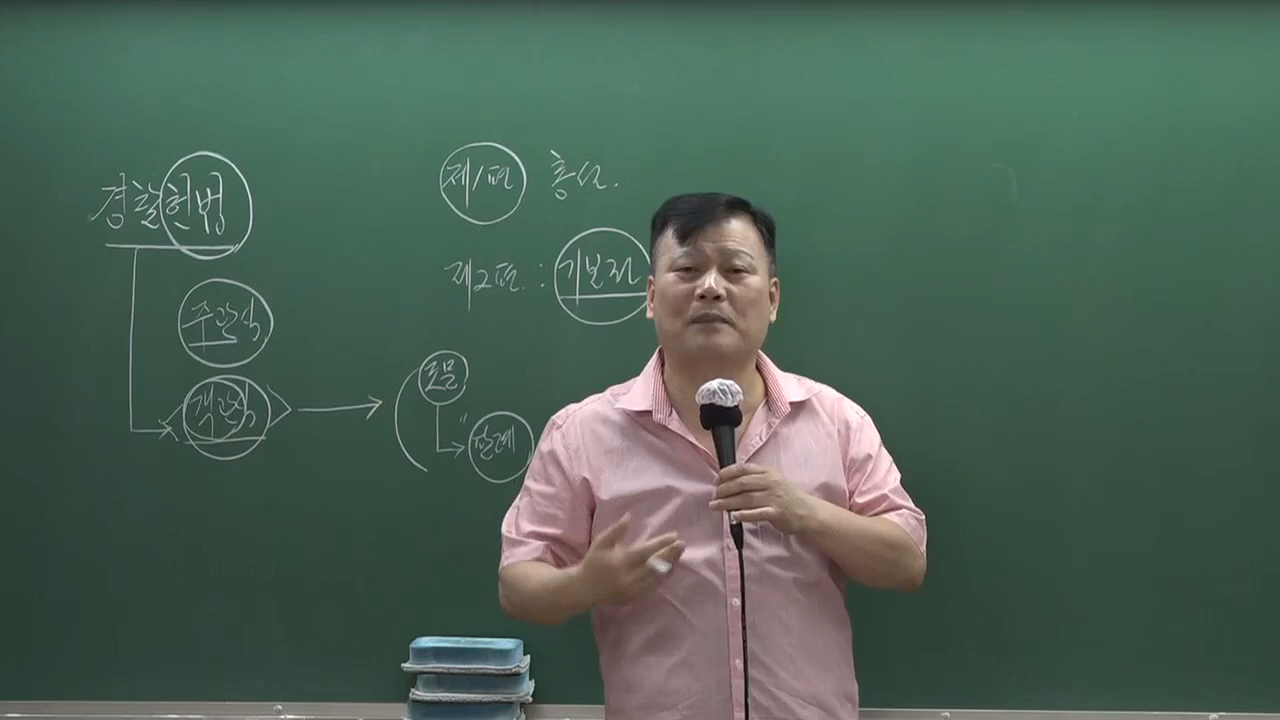 경찰헌법
주관식
객관식
제1편 총론.
제2편. : 기본권
조문
판례